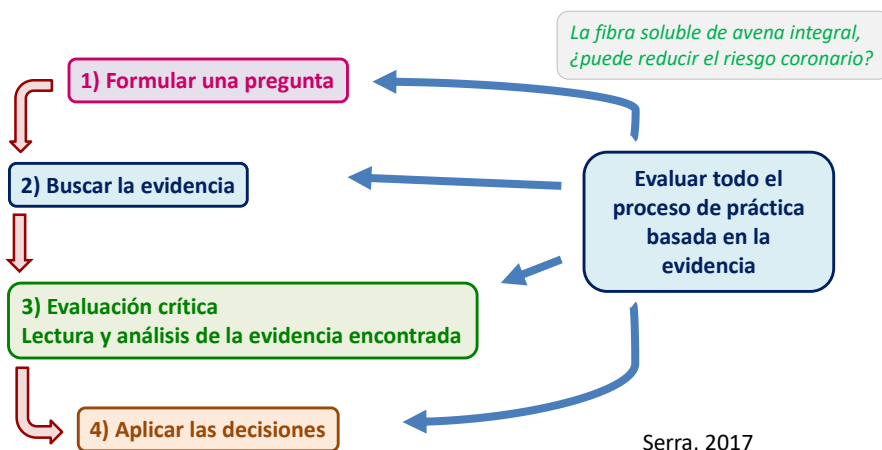 La fibra soluble de avena integral,
¿puede reducir el riesgo coronario?
1) Formular una pregunta
2) Buscar la evidencia
Evaluar todo el
proceso de práctica
basada en la
evidencia
3) Evaluación crítica
Lectura y análisis de la evidencia encontrada
4) Aplicar las decisiones
Serra, 2017